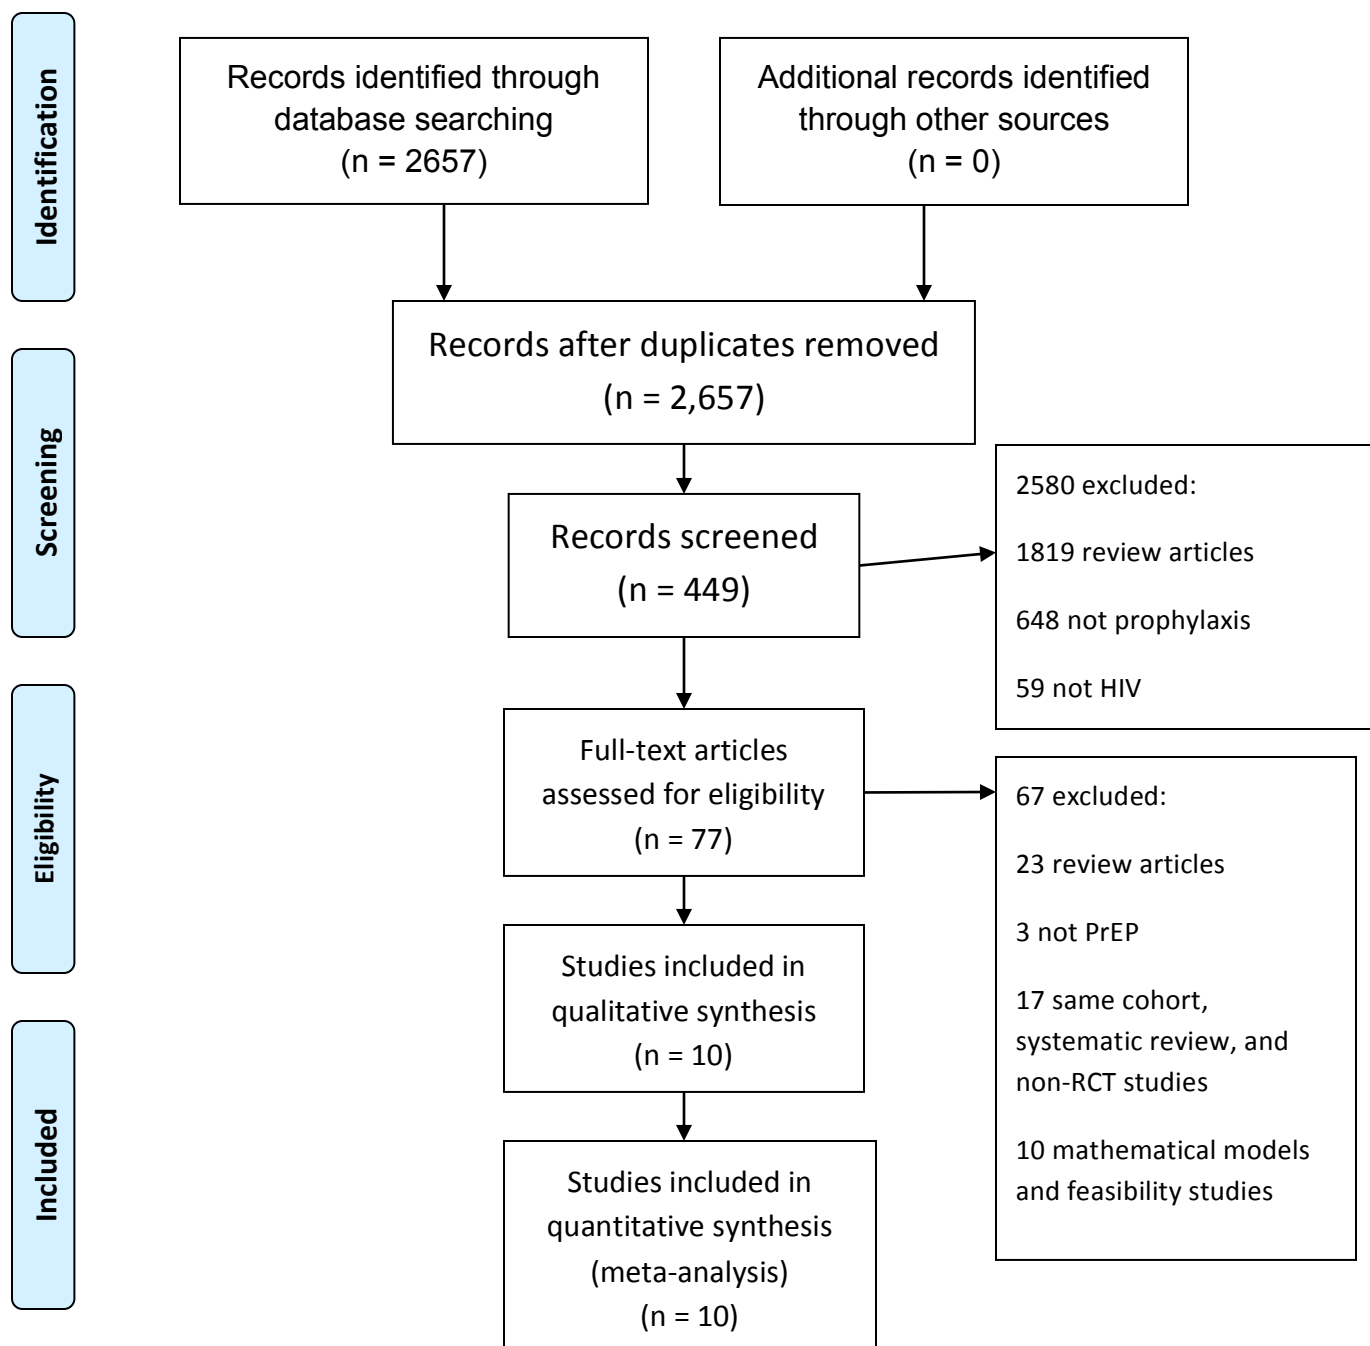 Identification
Records identified through
database searching
(n = 2657)
Additional records identified
through other sources
(n = 0)
Records after duplicates removed
(n = 2,657)
Screening
Records screened
(n = 449)
2580 excluded:
1819 review articles
648 not prophylaxis
59 not HIV
Eligibility
Full-text articles
assessed for eligibility
(n = 77)
67 excluded:
23 review articles
3 not PrEP
17 same cohort,
systematic review, and
non-RCT studies
10 mathematical models
and feasibility studies
Studies included in
qualitative synthesis
(n = 10)
Included
Studies included in
quantitative synthesis
(meta-analysis)
(n = 10)